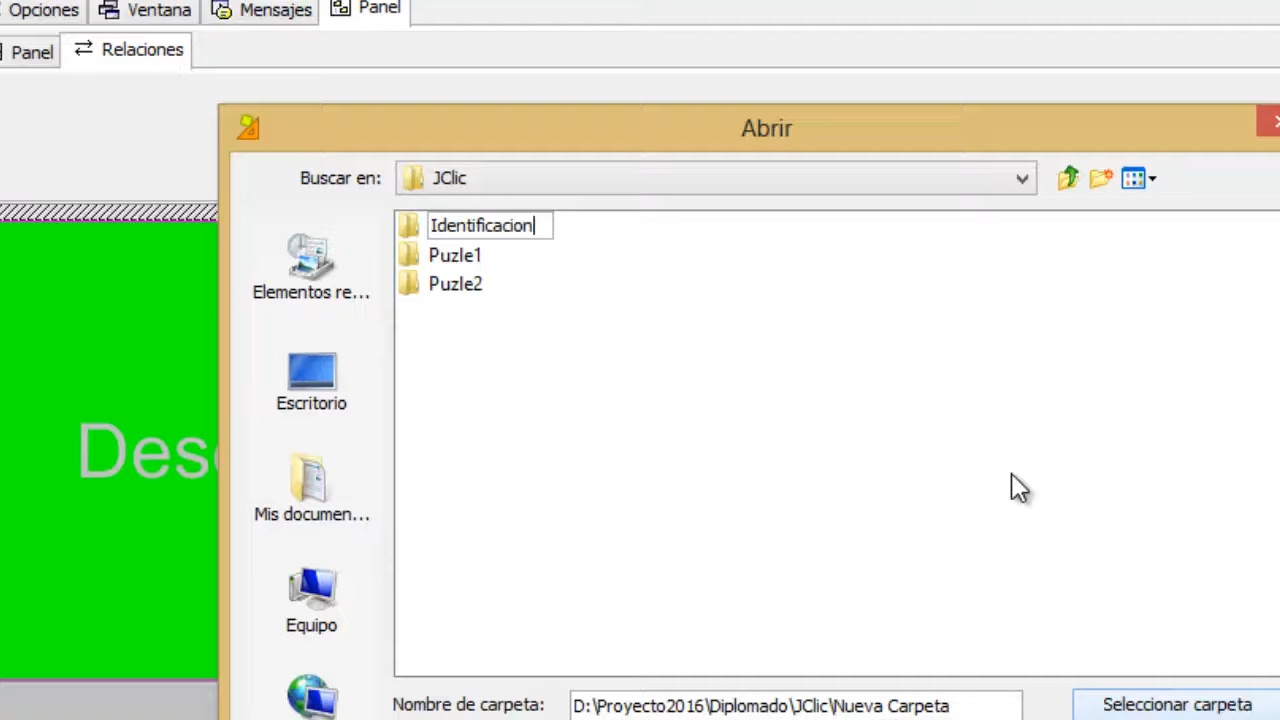 Opciones Ventana Mensajes Panel
Panel Relaciones
Abrir
Buscar en: JClic
Identificacion
Puzle1
Puzle2
Elementos re...
Escritorio
Desc
Mis documen...
Equipo
Nombre de carpeta: D:\Proyecto2016\Diplomado\JClic\Nueva Carpeta Seleccionar carpeta